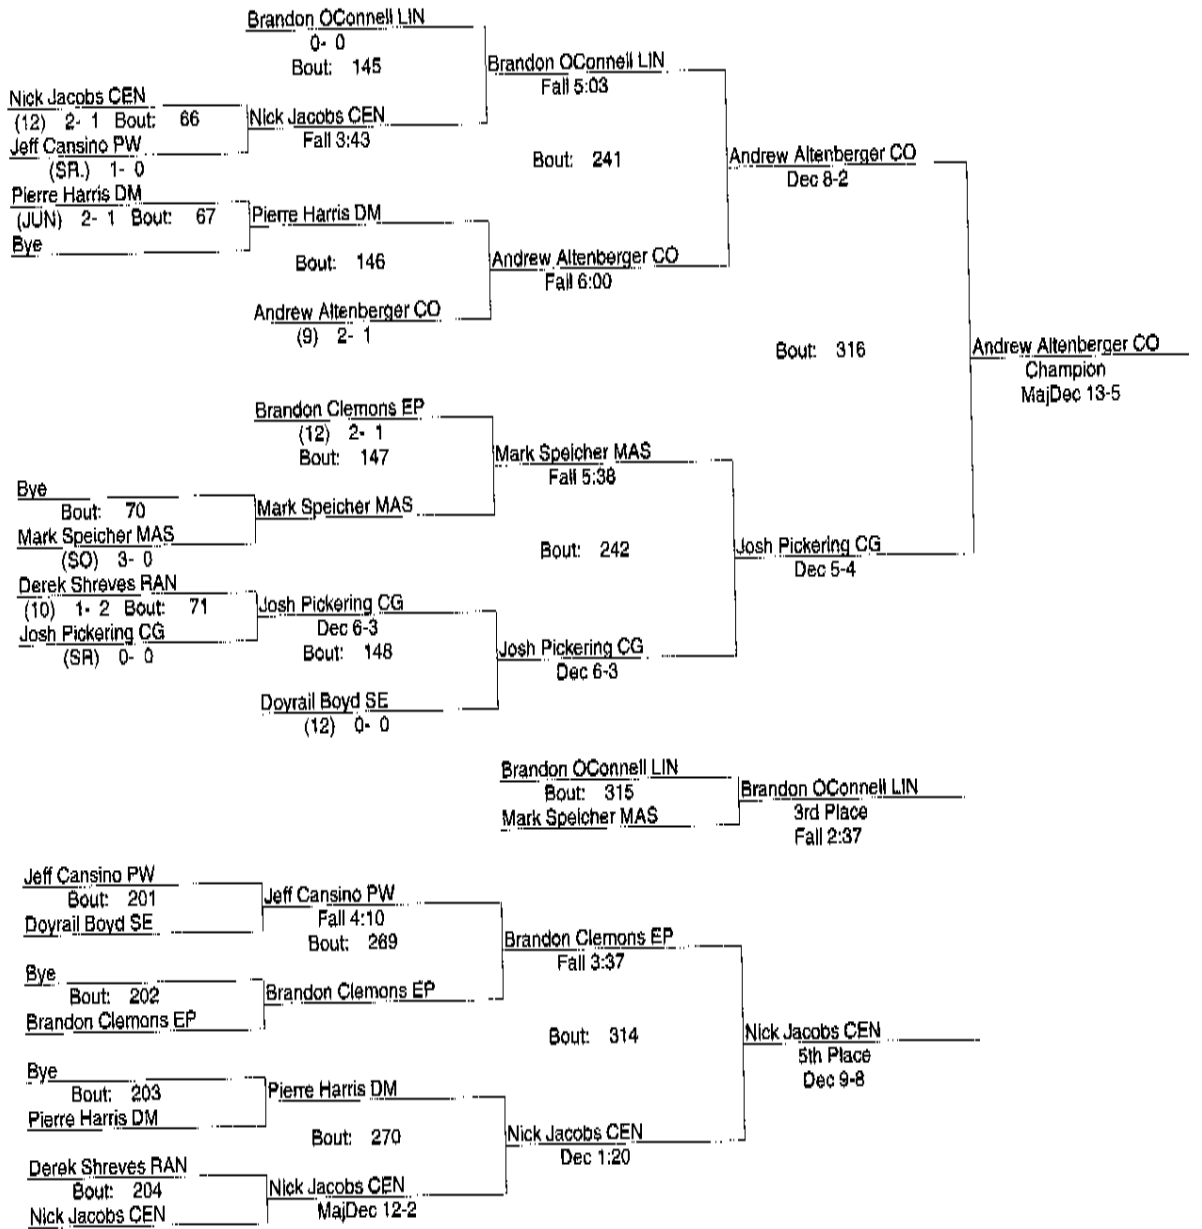 Brandon OConnell LIN
0- 0
Bout: 145
Brandon OConnell LIN
Fall 5:03
Nick Jacobs CEN
(12) 2- 1 Bout: 66
Nick Jacobs CEN
Fall 3:43
Jeff Cansino PW
(SR.) 1- 0
Bout: 241
Andrew Altenberger CO
Dec 8-2
Pierre Harris DM
(JUN) 2- 1 Bout: 67
Pierre Harris DM
Bye
Bout: 146
Andrew Altenberger CO
Fall 6:00
Andrew Altenberger CO
(9) 2- 1
Bout: 316
Andrew Altenberger CO
Champion
MajDec 13-5
Brandon Clemons EP
(12) 2- 1
Bout: 147
Mark Speicher MAS
Fall 5:38
Bye
Bout: 70
Mark Speicher MAS
Mark Speicher MAS
(SO) 3- 0
Bout: 242
Josh Pickering CG
Dec 5-4
Derek Shreves RAN
(10) 1- 2 Bout: 71
Josh Pickering CG
Dec 6-3
Josh Pickering CG
(SR) 0- 0
Bout: 148
Josh Pickering CG
Dec 6-3
Doyrail Boyd SE
(12) 0- 0
Brandon OConnell LIN
Bout: 315
Mark Speicher MAS
Brandon OConnell LIN
3rd Place
Fall 2:37
Jeff Cansino PW
Bout: 201
Doyrail Boyd SE
Jeff Cansino PW
Fall 4:10
Bout: 269
Brandon Clemons EP
Fall 3:37
Bye
Bout: 202
Brandon Clemons EP
Brandon Clemons EP
Bout: 314
Nick Jacobs CEN
5th Place
Dec 9-8
Bye
Bout: 203
Pierre Harris DM
Pierre Harris DM
Bout: 270
Nick Jacobs CEN
Dec 1:20
Derek Shreves RAN
Bout: 204
Nick Jacobs CEN
Nick Jacobs CEN
MajDec 12-2